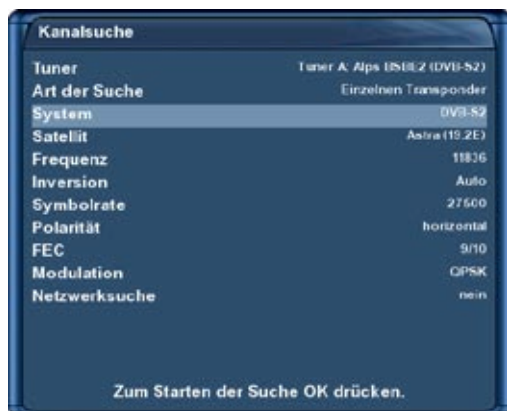 Kanalsuche
Tuner Tuner A: Alps BSBE2 (DVB-S2)
Art der Suche Einzelnen Transponder
System DVB-S2
Satellit Astra (19.2E)
Frequenz 11836
Inversion Auto
Symbolrate 27500
Polarität horizontal
FEC 9/10
Modulation QPSK
Netzwerksuche nein
Zum Starten der Suche OK drücken.